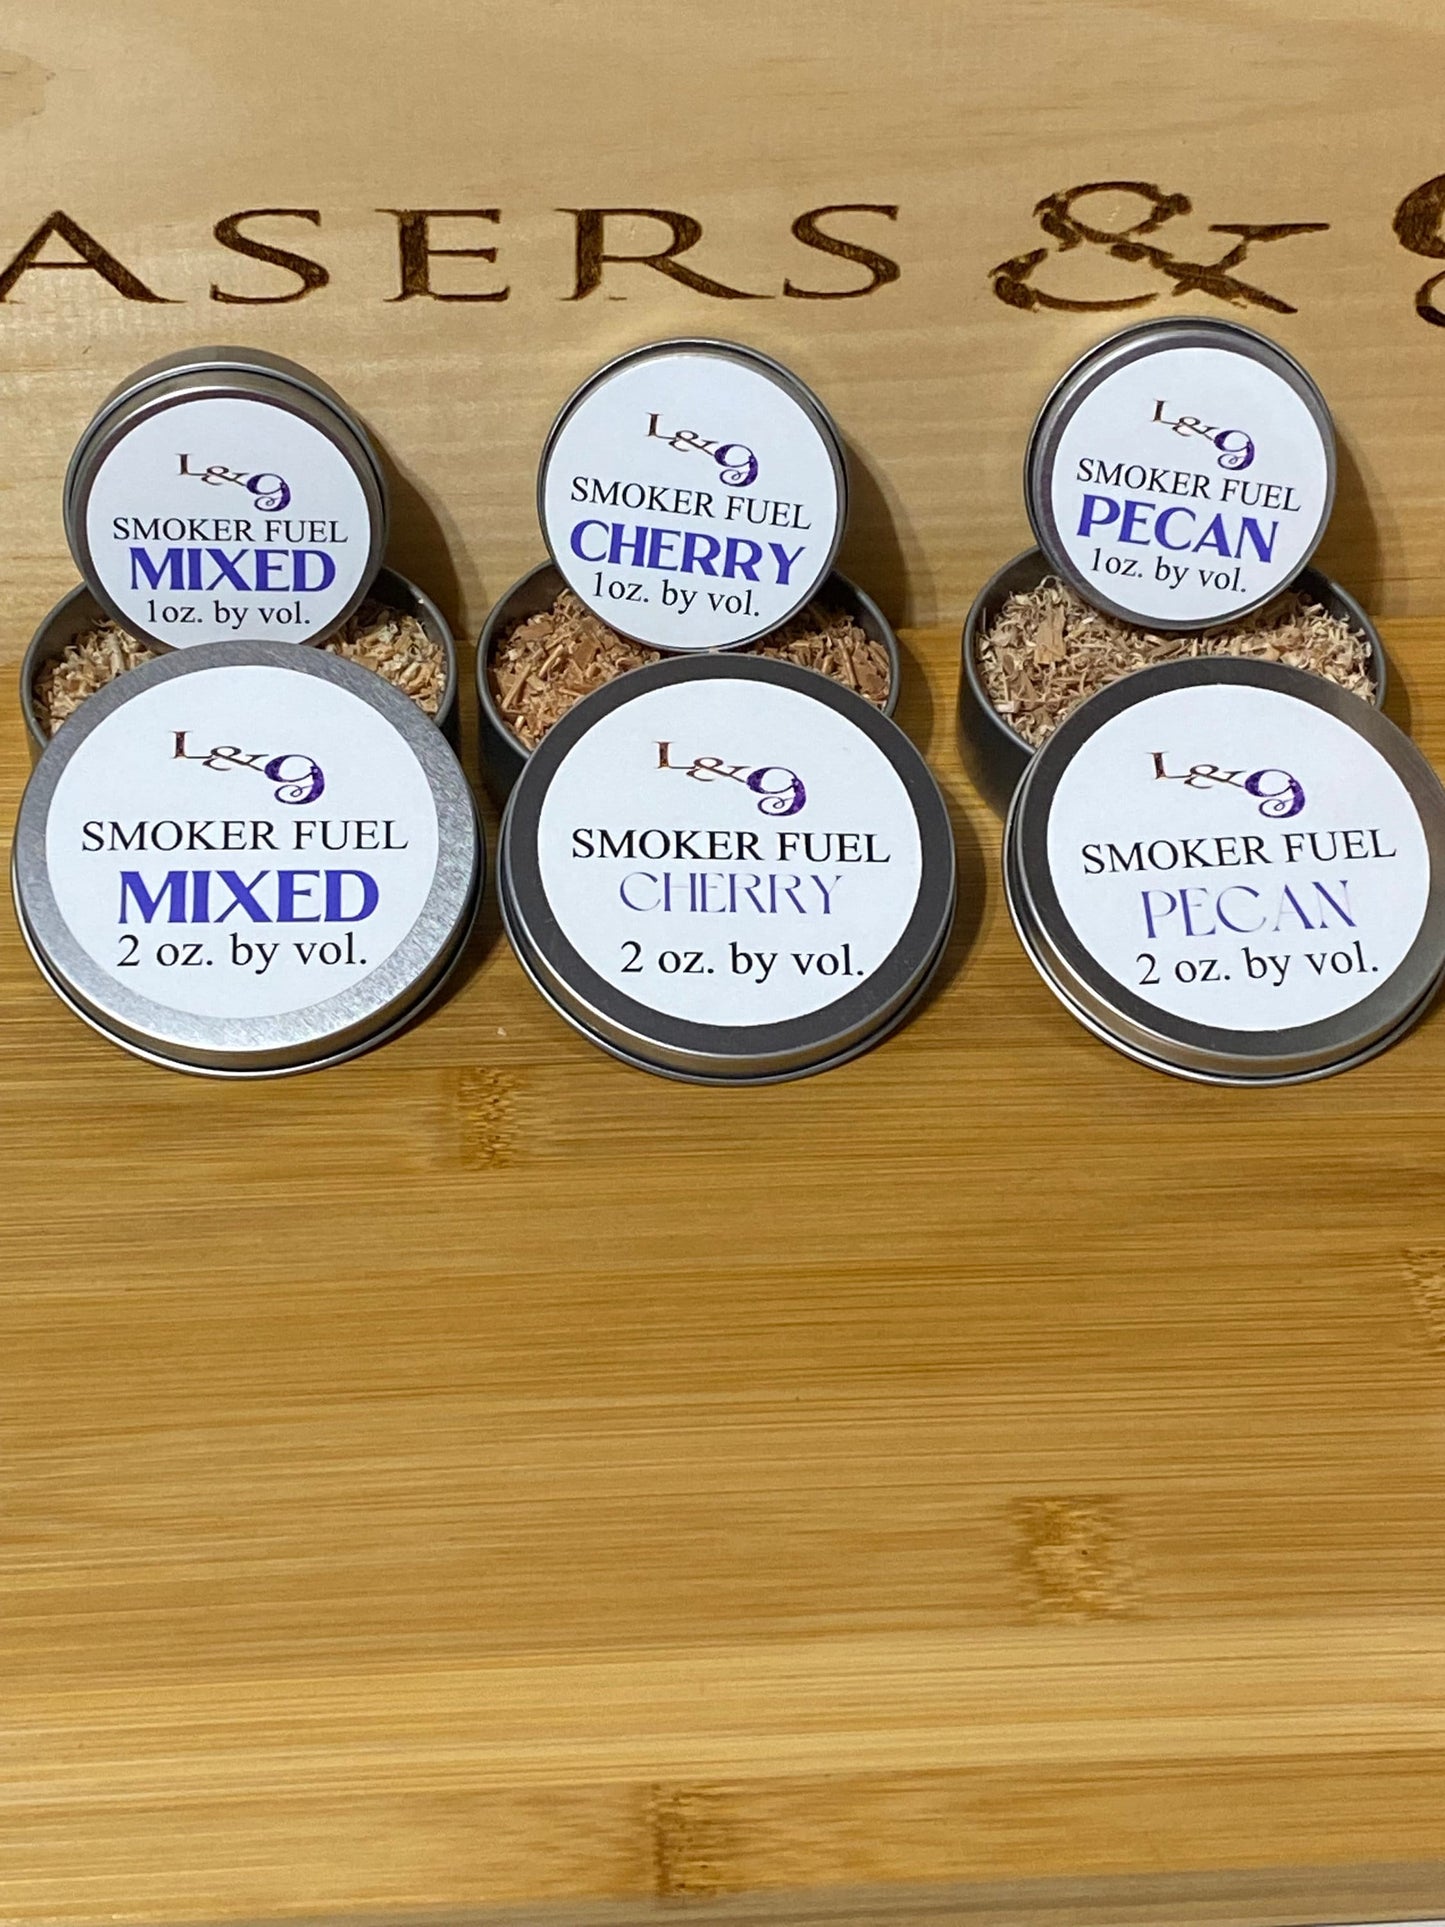 ASERS &
L&g
SMOKER FUEL
MIXED
1oz. by vol.
L&g
SMOKER FUEL
CHERRY
1oz. by vol.
L&g
SMOKER FUEL
PECAN
1oz. by vol.
L&g
SMOKER FUEL
MIXED
2 oz. by vol.
L&g
SMOKER FUEL
CHERRY
2 oz. by vol.
L&g
SMOKER FUEL
PECAN
2 oz. by vol.